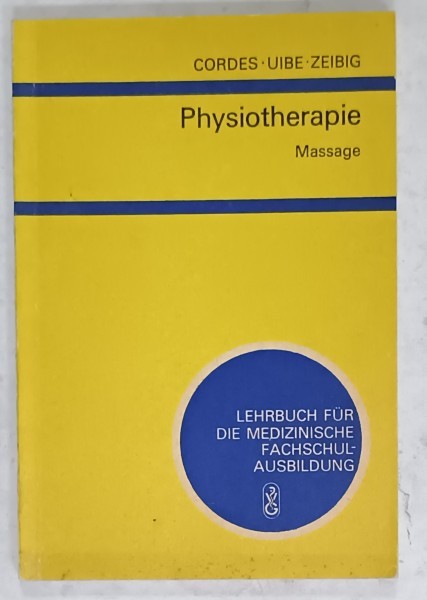 CORDES · UIBE · ZEIBIG
Physiotherapie
Massage
LEHRBUCH FÜR
DIE MEDIZINISCHE
FACHSCHUL-
AUSBILDUNG